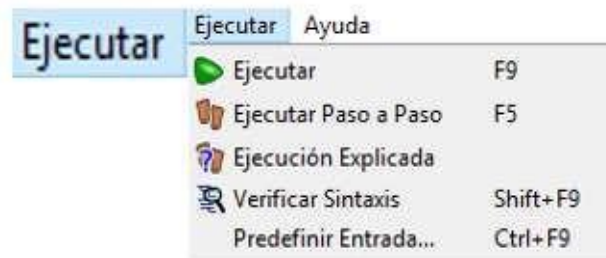 Ejecutar
Ejecutar Ayuda
Ejecutar F9
Ejecutar Paso a Paso F5
Ejecución Explicada
Verificar Sintaxis Shift+F9
Predefinir Entrada... Ctrl+F9